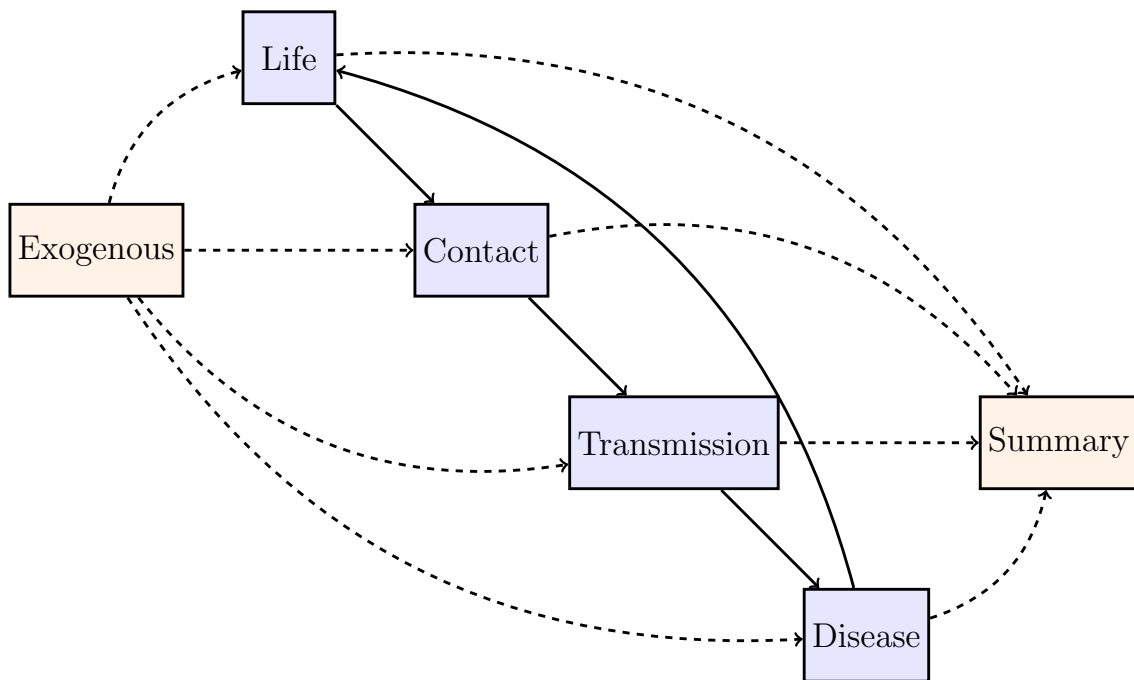 Life
Exogenous
Contact
Transmission
Summary
Disease